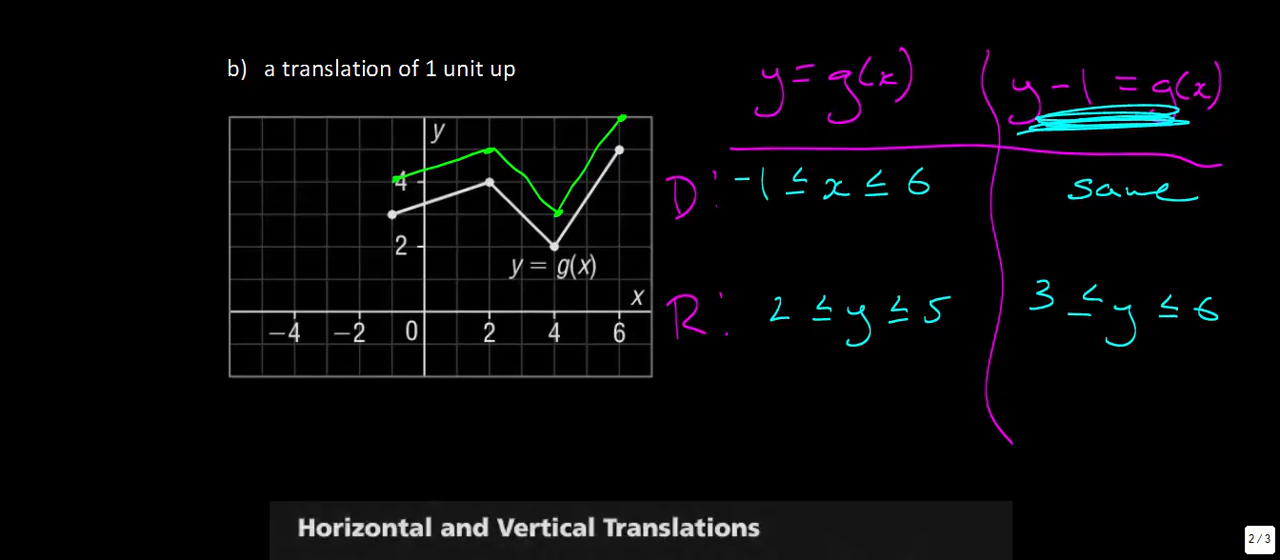 b) a translation of 1 unit up
y = g(x)
y - 1 = g(x)
y
4
2
y = g(x)
x
-4 -2 0 2 4 6
D: -1 ≤ x ≤ 6
same
R: 2 ≤ y ≤ 5
3 ≤ y ≤ 6
Horizontal and Vertical Translations
2 / 3